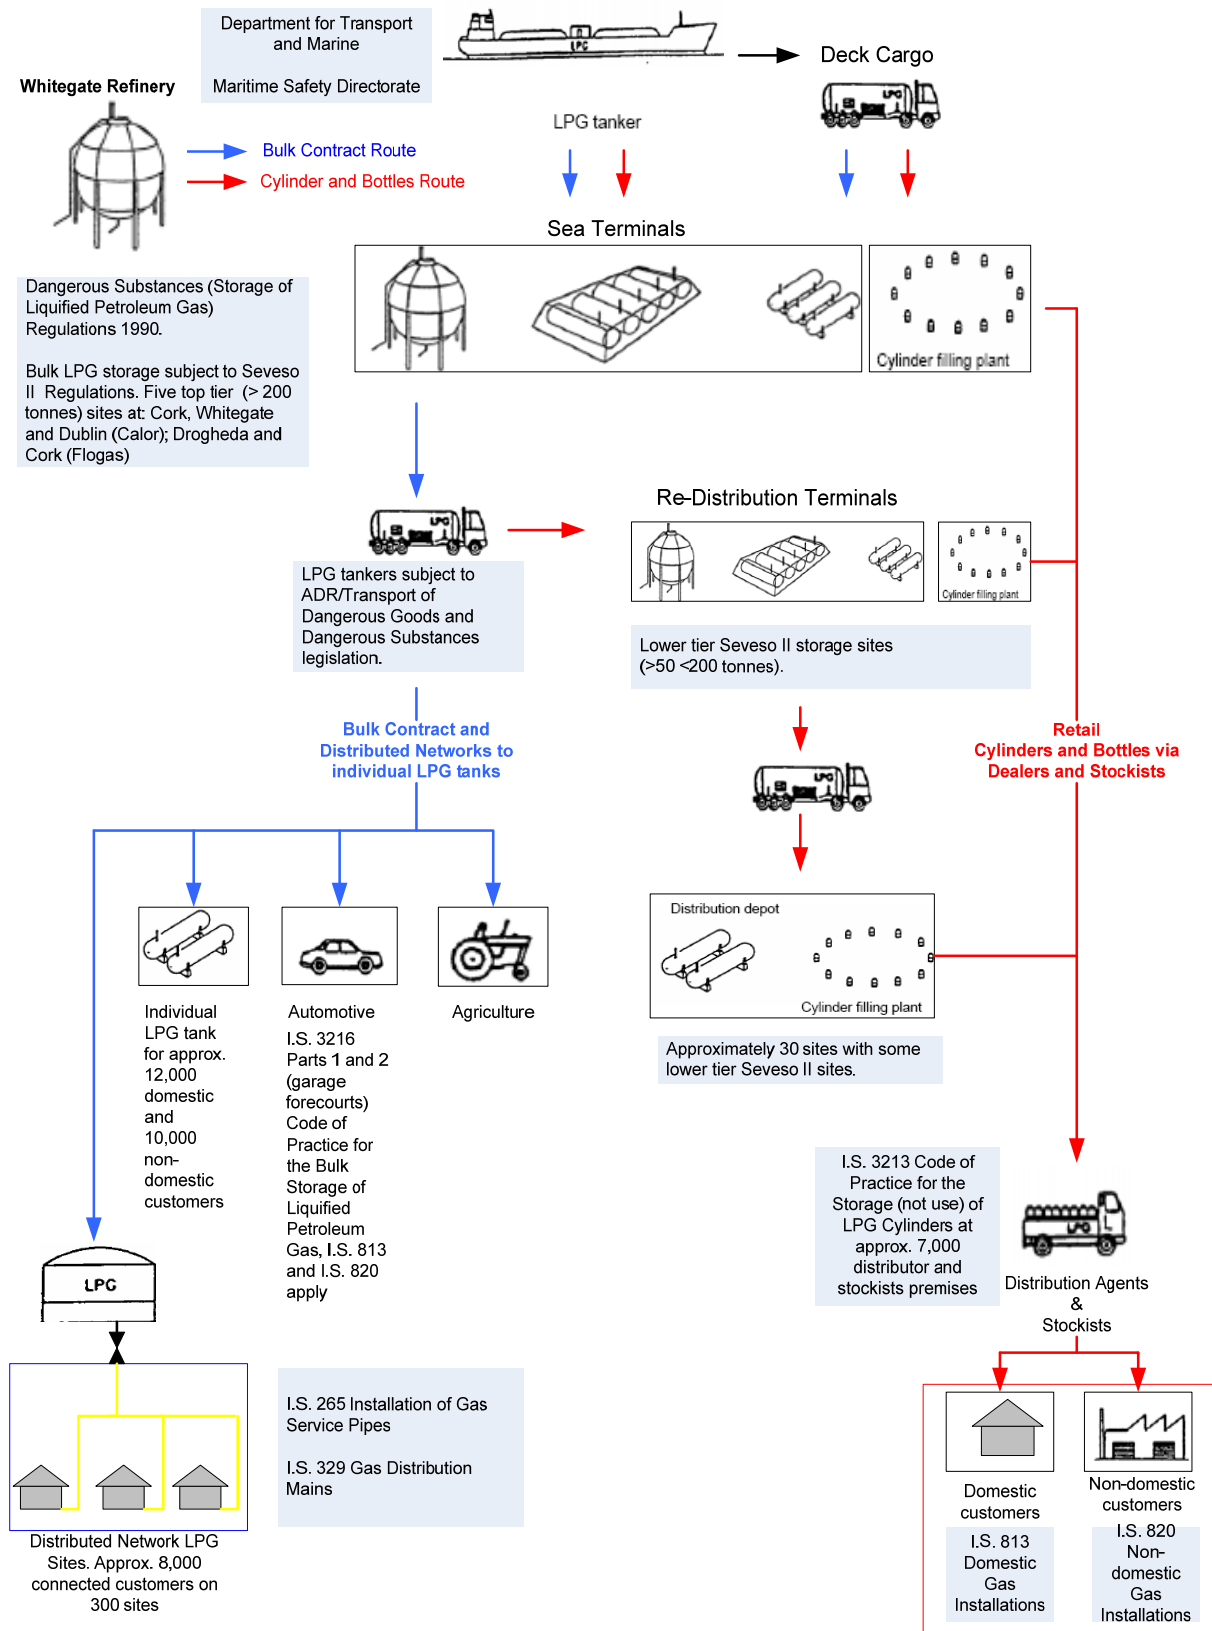 Department for Transport
and Marine
Maritime Safety Directorate
LPG
Deck Cargo
Whitegate Refinery
LPG
LPG tanker
Bulk Contract Route
Cylinder and Bottles Route
Sea Terminals
Cylinder filling plant
Dangerous Substances (Storage of
Liquified Petroleum Gas)
Regulations 1990.
Bulk LPG storage subject to Seveso
II  Regulations. Five top tier  (> 200
tonnes) sites at: Cork, Whitegate
and Dublin (Calor); Drogheda and
Cork (Flogas)
Re-Distribution Terminals
LPG
Cylinder filling plant
LPG tankers subject to
ADR/Transport of
Dangerous Goods and
Dangerous Substances
legislation.
Lower tier Seveso II storage sites
(>50 <200 tonnes).
Bulk Contract and
Distributed Networks to
individual LPG tanks
Retail
Cylinders and Bottles via
Dealers and Stockists
LPG
Distribution depot
Cylinder filling plant
Approximately 30 sites with some
lower tier Seveso II sites.
Individual
LPG tank
for approx.
12,000
domestic
and
10,000
non-
domestic
customers
Automotive
I.S. 3216
Parts 1 and 2
(garage
forecourts)
Code of
Practice for
the Bulk
Storage of
Liquified
Petroleum
Gas, I.S. 813
and I.S. 820
apply
Agriculture
I.S. 3213 Code of
Practice for the
Storage (not use) of
LPG Cylinders at
approx. 7,000
distributor and
stockists premises
LPG
Distribution Agents
&
Stockists
LPG
I.S. 265 Installation of Gas
Service Pipes
I.S. 329 Gas Distribution
Mains
Distributed Network LPG
Sites. Approx. 8,000
connected customers on
300 sites
Domestic
customers
I.S. 813
Domestic
Gas
Installations
Non-domestic
customers
I.S. 820
Non-
domestic
Gas
Installations